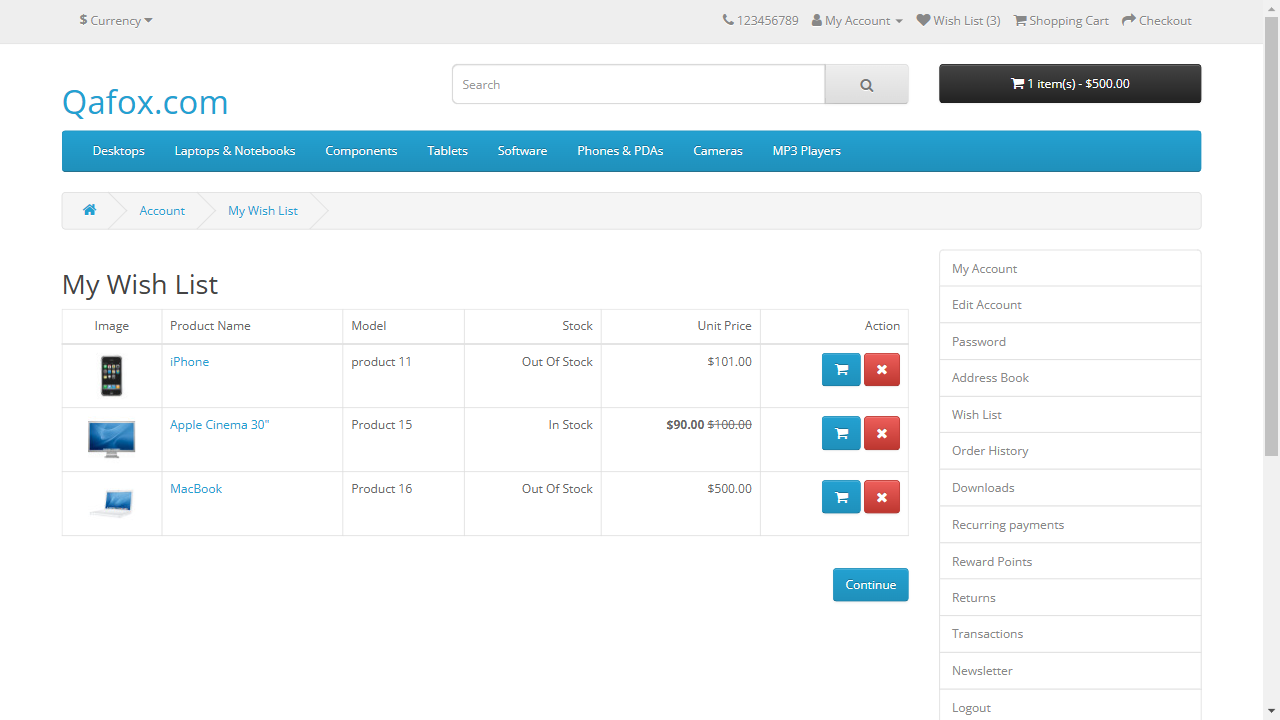 $ Currency
123456789 My Account Wish List (3) Shopping Cart Checkout
Qafox.com
Search
1 item(s) - $500.00
Desktops Laptops & Notebooks Components Tablets Software Phones & PDAs Cameras MP3 Players
Account My Wish List
My Wish List
Image Product Name Model Stock Unit Price Action
iPhone product 11 Out Of Stock $101.00
Apple Cinema 30" Product 15 In Stock $90.00 $100.00
MacBook Product 16 Out Of Stock $500.00
Continue
My Account
Edit Account
Password
Address Book
Wish List
Order History
Downloads
Recurring payments
Reward Points
Returns
Transactions
Newsletter
Logout